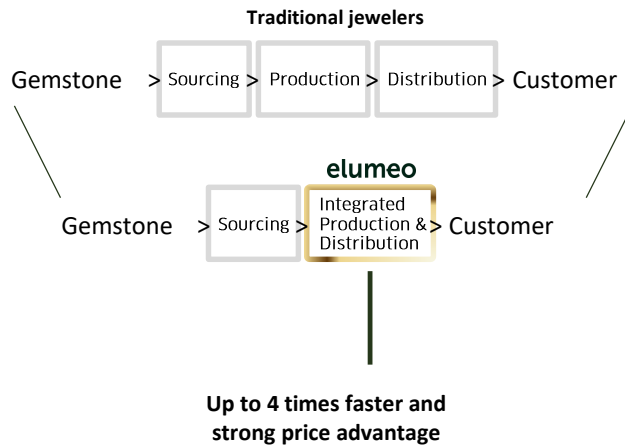 Traditional jewelers
Gemstone > Sourcing > Production > Distribution > Customer
elumeo
Gemstone > Sourcing > Integrated Production & Distribution > Customer
Up to 4 times faster and
strong price advantage